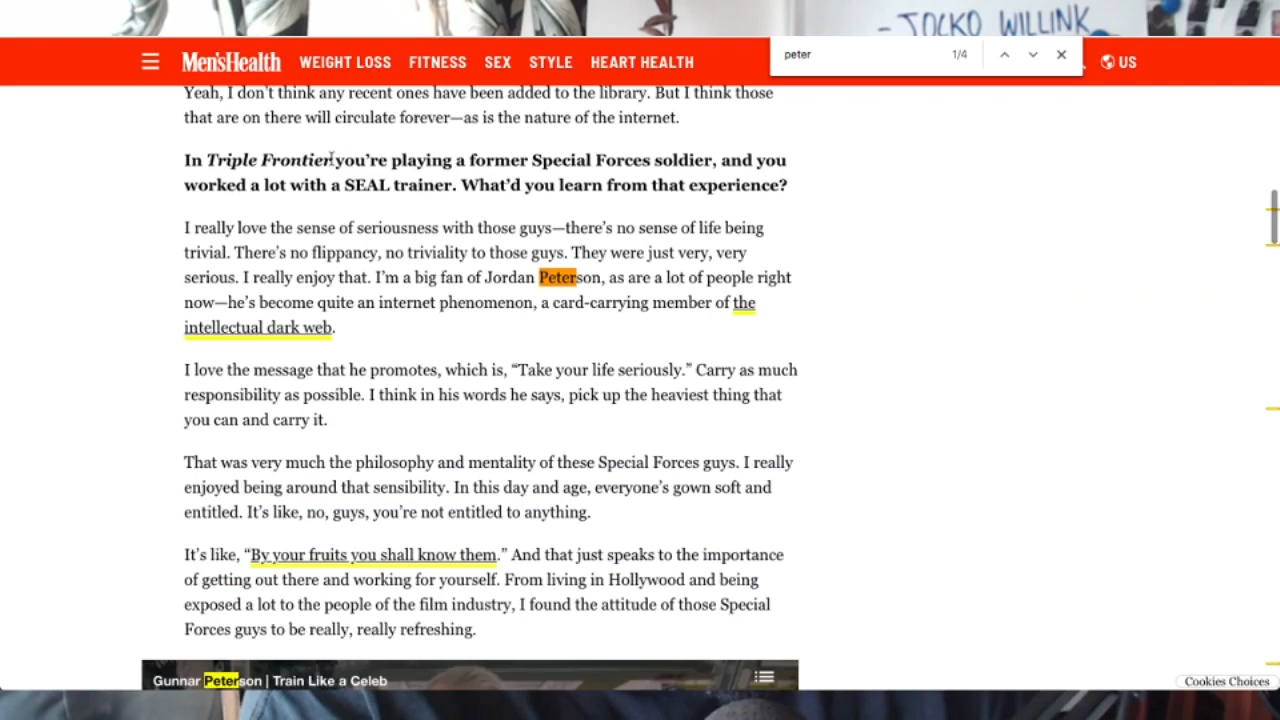 -JOCKO WILLINK
Men'sHealth WEIGHT LOSS FITNESS SEX STYLE HEART HEALTH US
peter 1/4
Yeah, I don't think any recent ones have been added to the library. But I think those
that are on there will circulate forever—as is the nature of the internet.
In Triple Frontier you're playing a former Special Forces soldier, and you
worked a lot with a SEAL trainer. What'd you learn from that experience?
I really love the sense of seriousness with those guys—there's no sense of life being
trivial. There's no flippancy, no triviality to those guys. They were just very, very
serious. I really enjoy that. I'm a big fan of Jordan Peterson, as are a lot of people right
now—he's become quite an internet phenomenon, a card-carrying member of the
intellectual dark web.
I love the message that he promotes, which is, “Take your life seriously.” Carry as much
responsibility as possible. I think in his words he says, pick up the heaviest thing that
you can and carry it.
That was very much the philosophy and mentality of these Special Forces guys. I really
enjoyed being around that sensibility. In this day and age, everyone's gown soft and
entitled. It's like, no, guys, you're not entitled to anything.
It's like, “By your fruits you shall know them.” And that just speaks to the importance
of getting out there and working for yourself. From living in Hollywood and being
exposed a lot to the people of the film industry, I found the attitude of those Special
Forces guys to be really, really refreshing.
Gunnar Peterson | Train Like a Celeb
Cookies Choices